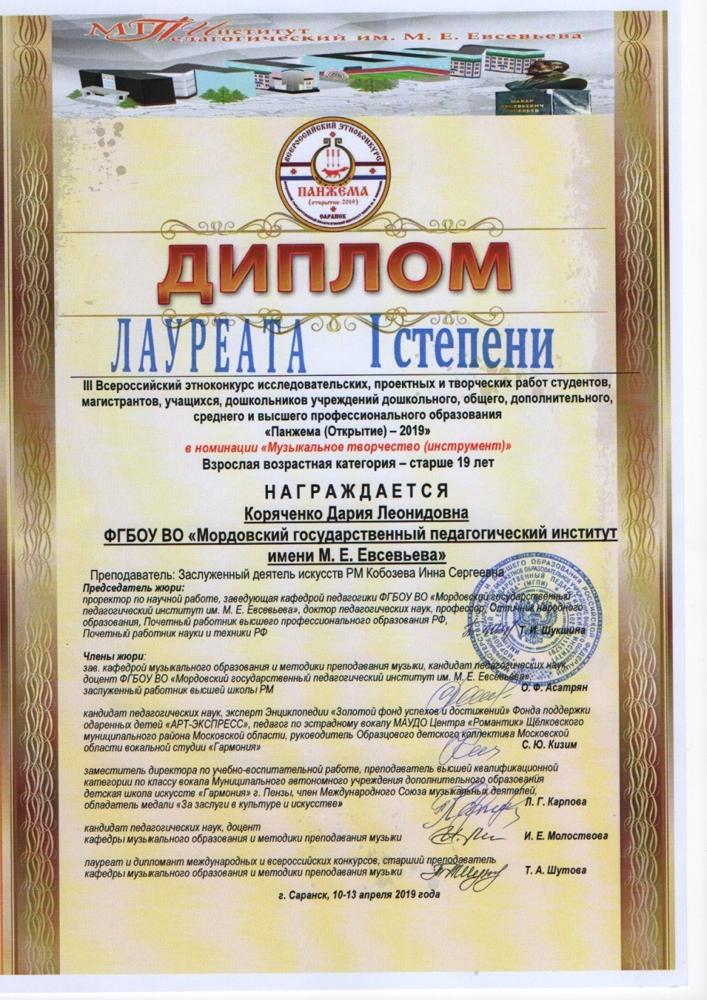 МГПИнститут
едагогический им. М. Е. Евсевьева
МАКАР
ЕВСЕВЬЕВИЧ
ЕВСЕВЬЕВ
ВСЕРОССИЙСКИЙ ЭТНОКОНКУРС
ПАНЖЕМА
(открытие-2019)
САРАНСК
ДИПЛОМ
ЛАУРЕАТА I степени
III Всероссийский этноконкурс исследовательских, проектных и творческих работ студентов,
магистрантов, учащихся, дошкольников учреждений дошкольного, общего, дополнительного,
среднего и высшего профессионального образования
«Панжема (Открытие) – 2019»
в номинации «Музыкальное творчество (инструмент)»
Взрослая возрастная категория – старше 19 лет
НАГРАЖДАЕТСЯ
Коряченко Дария Леонидовна
ФГБОУ ВО «Мордовский государственный педагогический институт
имени М. Е. Евсевьева»
Преподаватель: Заслуженный деятель искусств РМ Кобозева Инна Сергеевна
Председатель жюри:
проректор по научной работе, заведующая кафедрой педагогики ФГБОУ ВО «Мордовский государственный
педагогический институт им. М. Е. Евсевьева», доктор педагогических наук, профессор, Отличник народного
образования, Почетный работник высшего профессионального образования РФ,
Почетный работник науки и техники РФ
Т. И. Шукшина
Члены жюри:
зав. кафедрой музыкального образования и методики преподавания музыки, кандидат педагогических наук,
доцент ФГБОУ ВО «Мордовский государственный педагогический институт им. М. Е. Евсевьева»,
заслуженный работник высшей школы РМ
О. Ф. Асатрян
кандидат педагогических наук, эксперт Энциклопедии «Золотой фонд успехов и достижений» Фонда поддержки
одаренных детей «АРТ-ЭКСПРЕСС», педагог по эстрадному вокалу МАУДО Центра «Романтик» Щёлковского
муниципального района Московской области, руководитель Образцового детского коллектива Московской
области вокальной студии «Гармония»
С. Ю. Кизим
заместитель директора по учебно-воспитательной работе, преподаватель высшей квалификационной
категории по классу вокала Муниципального автономного учреждения дополнительного образования
детская школа искусств «Гармония» г. Пензы, член Международного Союза музыкальных деятелей,
обладатель медали «За заслуги в культуре и искусстве»
Л. Г. Карпова
кандидат педагогических наук, доцент
кафедры музыкального образования и методики преподавания музыки
И. Е. Молостvова
лауреат и дипломант международных и всероссийских конкурсов, старший преподаватель
кафедры музыкального образования и методики преподавания музыки
Т. А. Шутова
г. Саранск, 10-13 апреля 2019 года